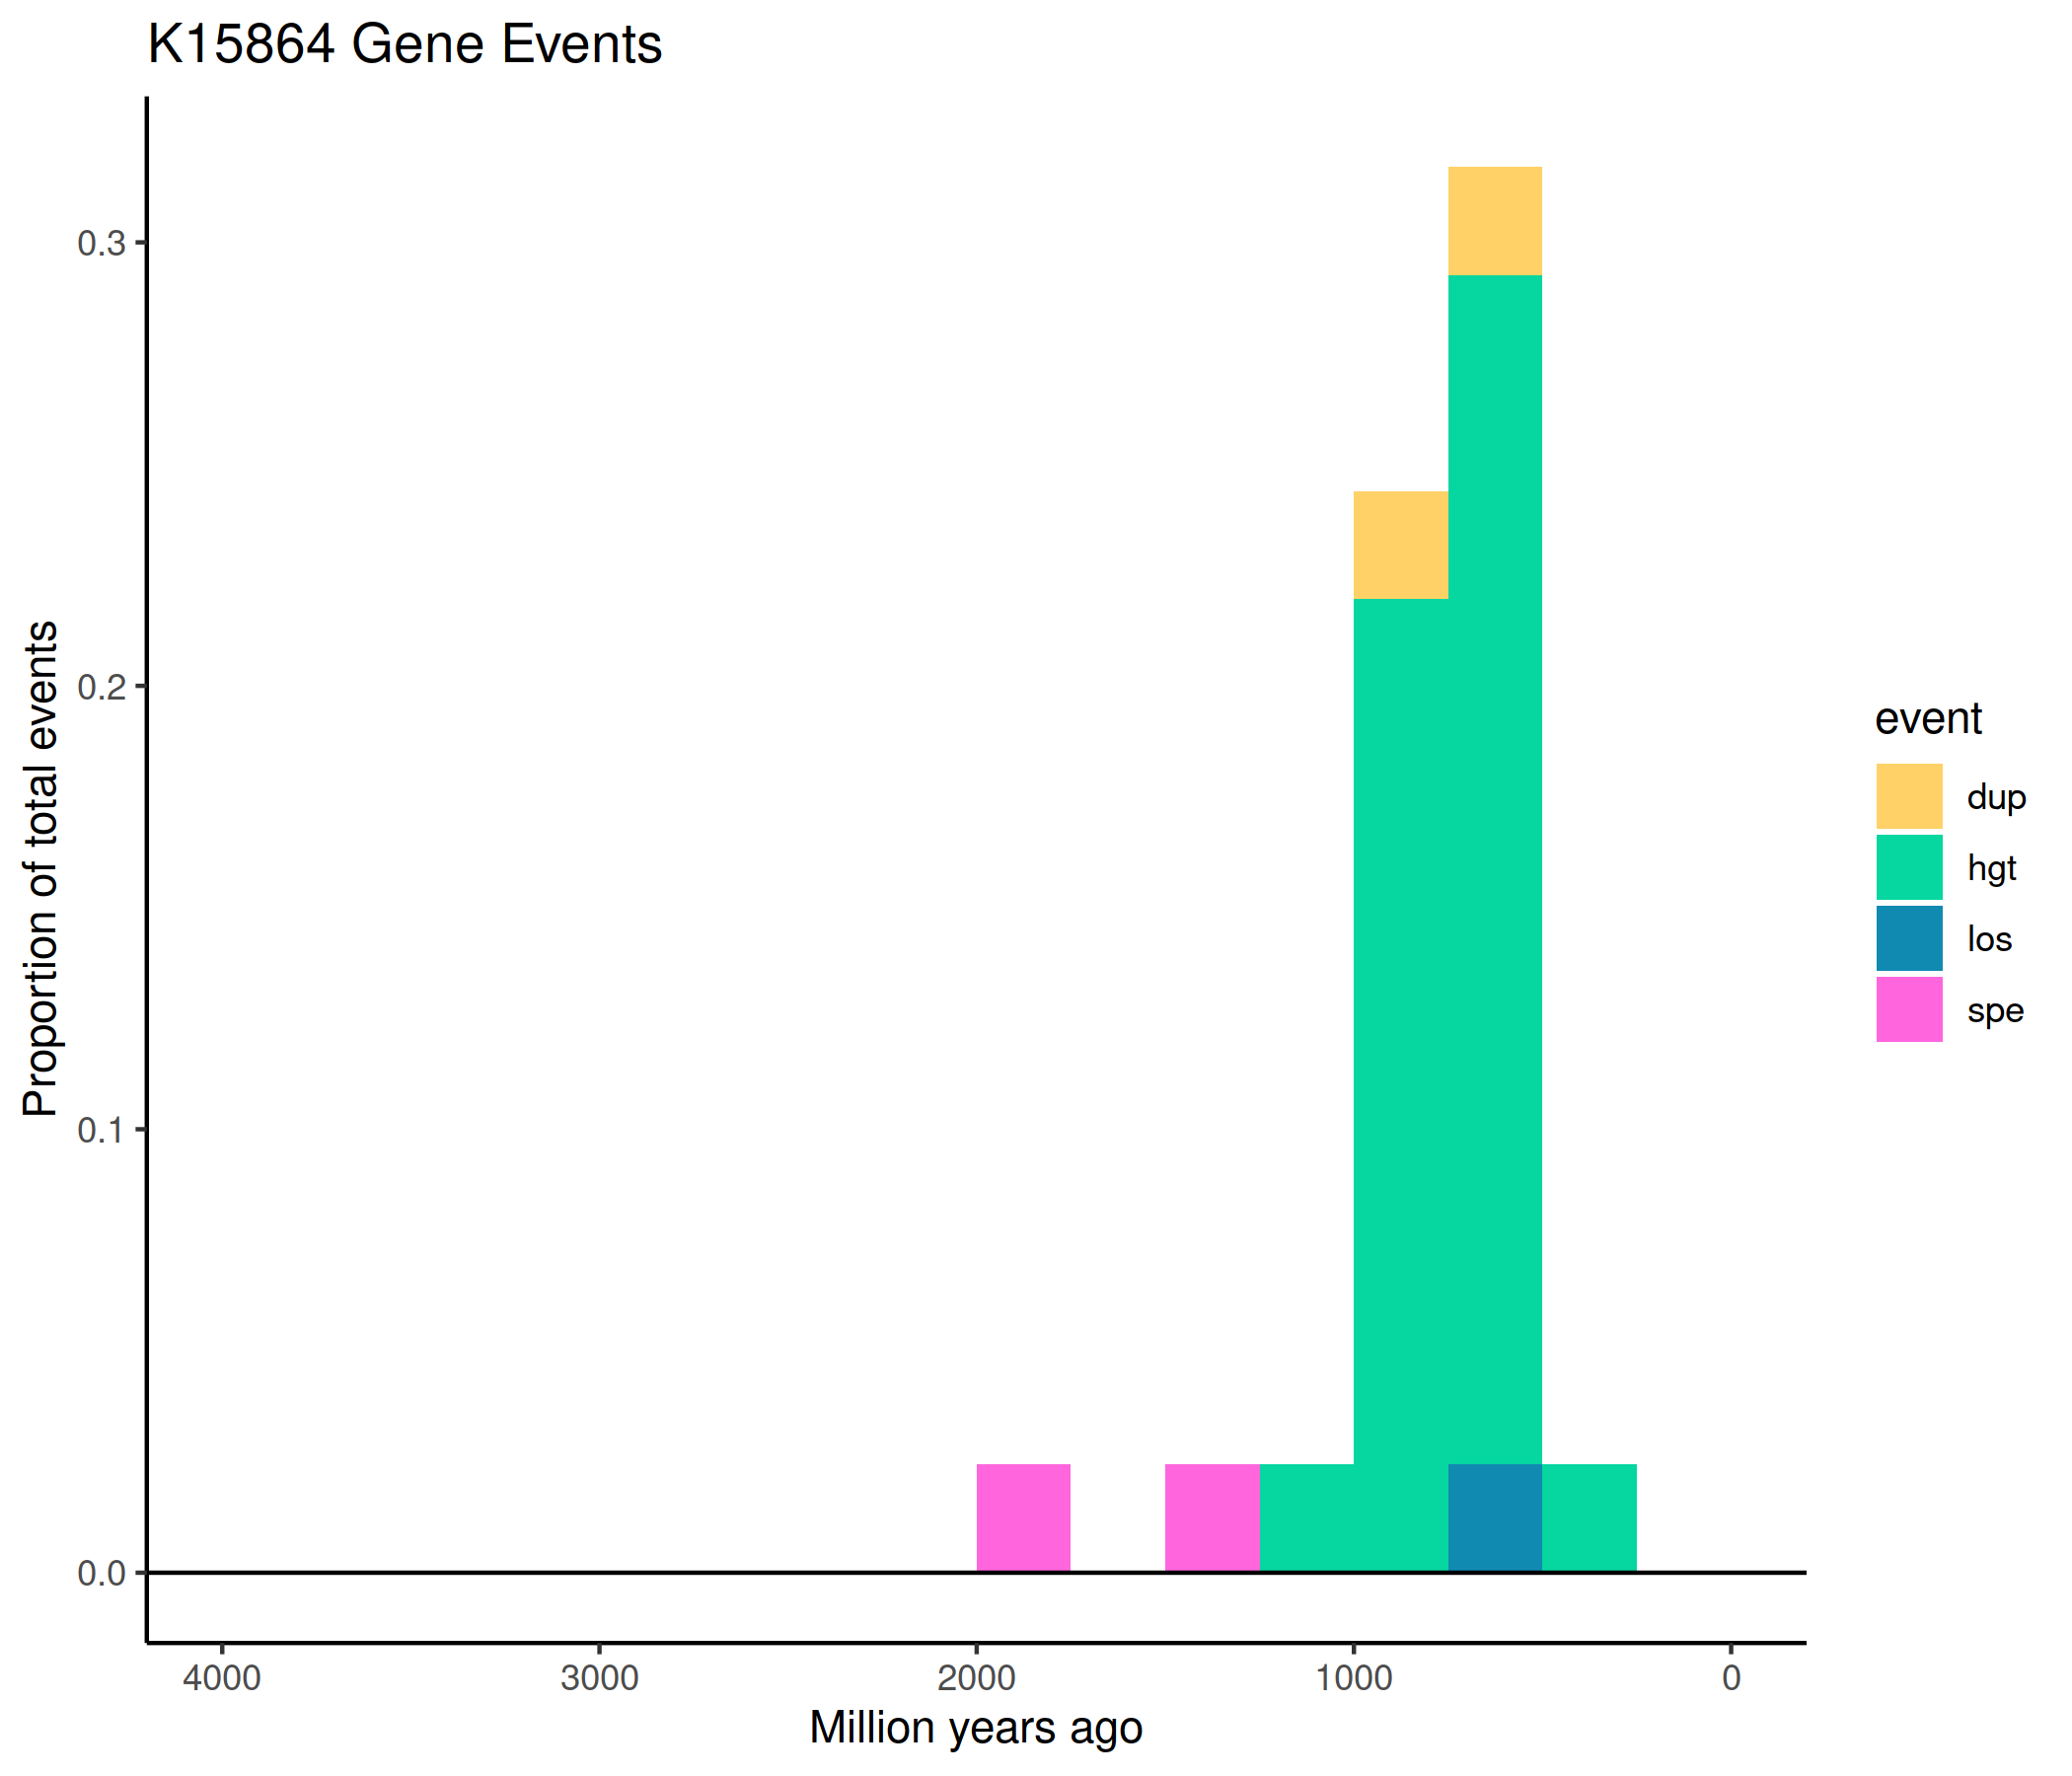 K15864 Gene Events
Proportion of total events
0.3
0.2
0.1
0.0
4000 3000 2000 1000 0
Million years ago
event
dup
hgt
los
spe